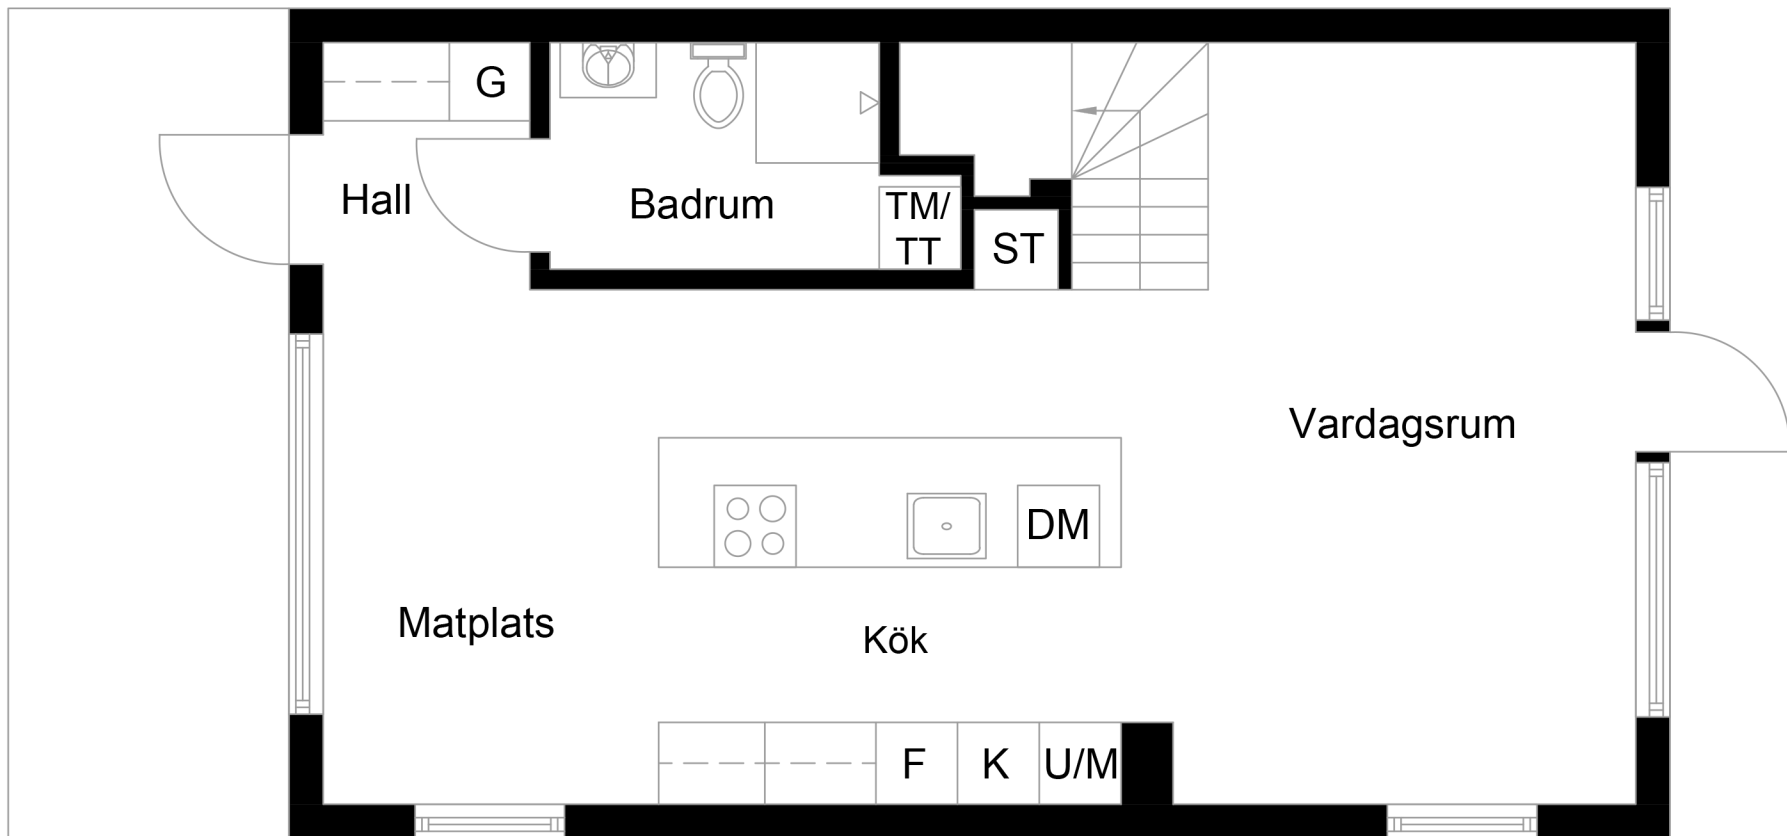 G
Hall
Badrum
TM/
TT
ST
Vardagsrum
DM
Matplats
Kök
F
K
U/M